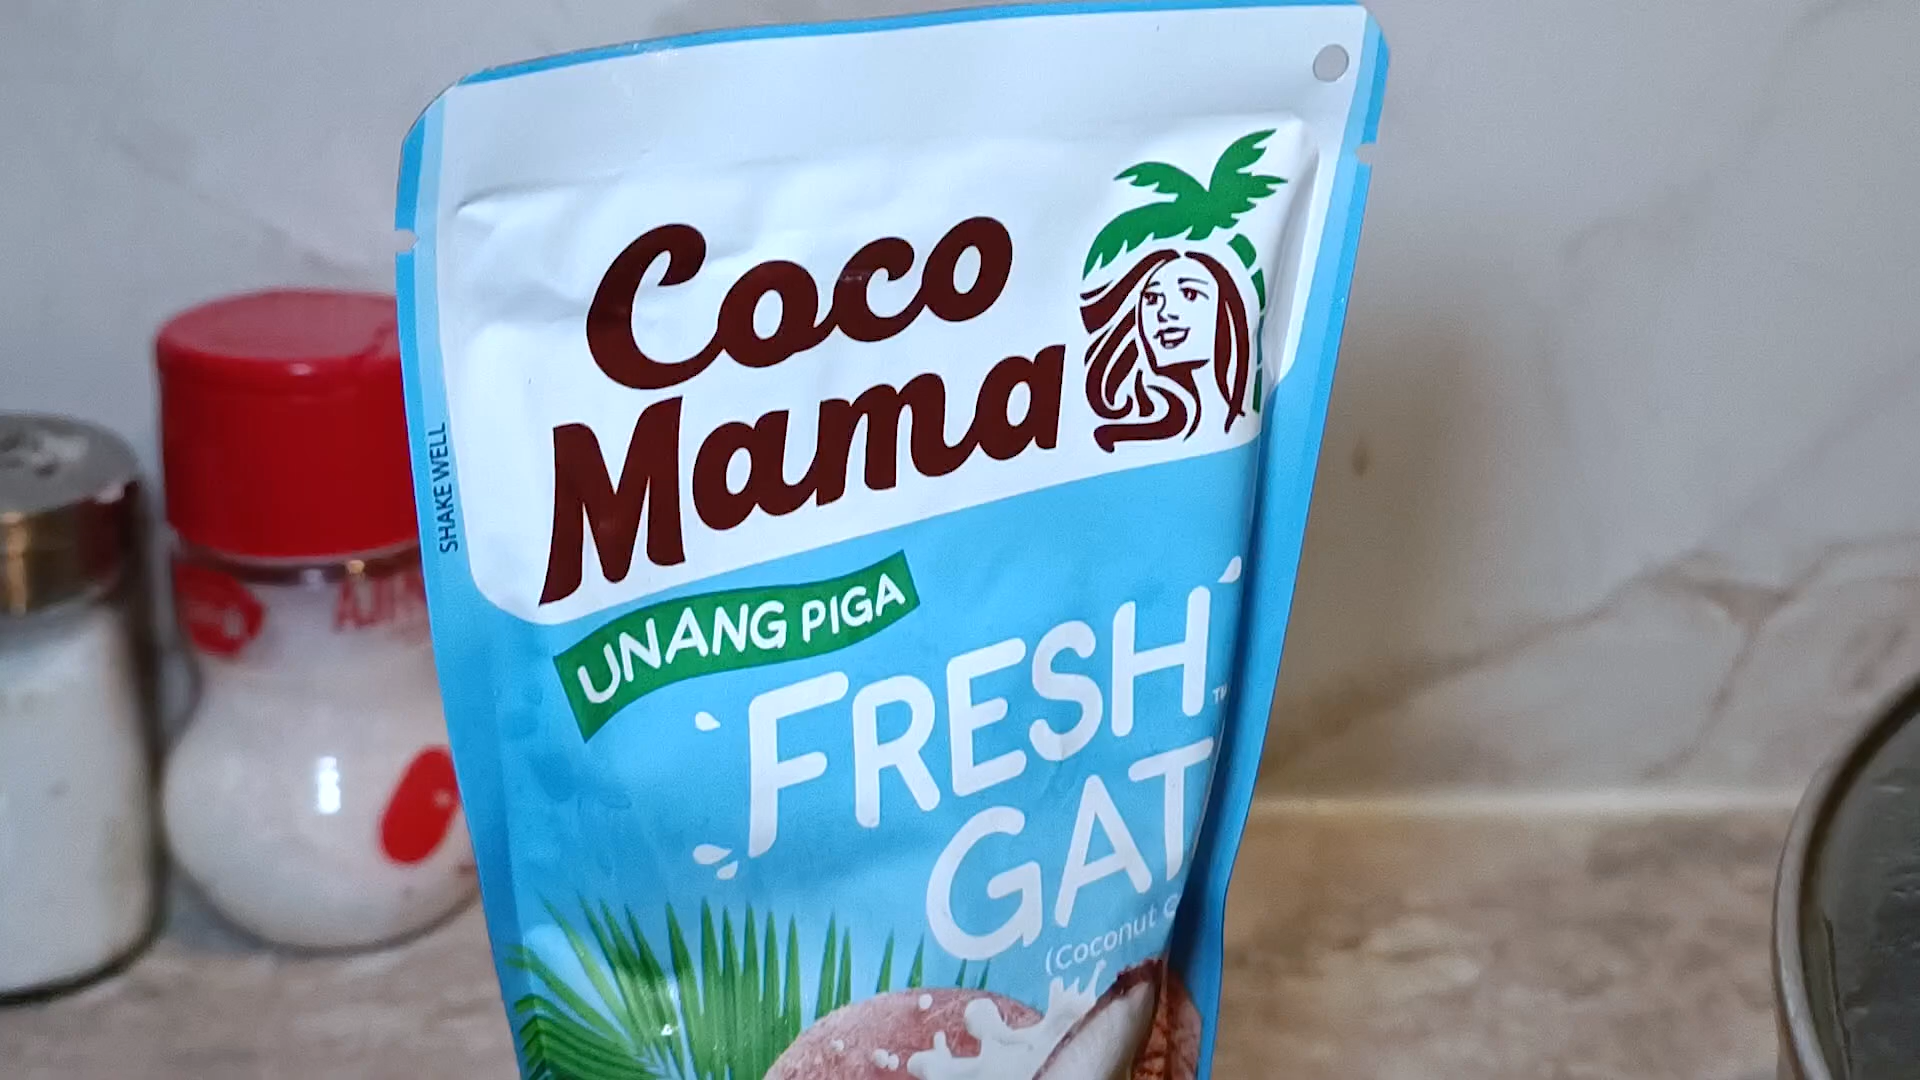 Coco
Mama
UNANG PIGA
FRESH
GAT
(Coconut
SHAKE WELL